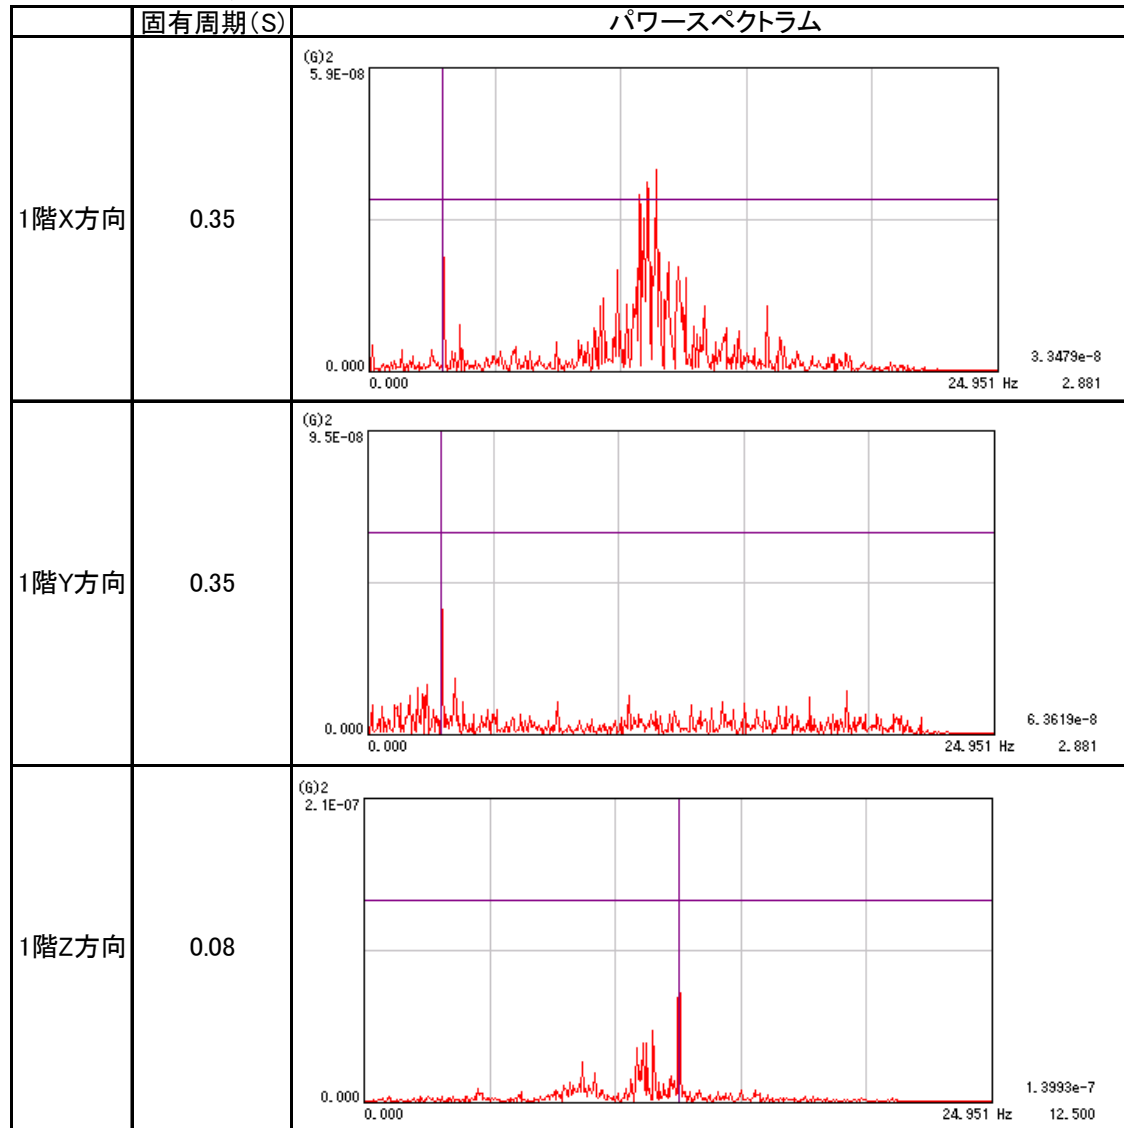 固有周期(S) パワースペクトラム
1階X方向 0.35
(G)2
5.9E-08
0.000
0.000 24.951 Hz
3.3479e-8
2.881
1階Y方向 0.35
(G)2
9.5E-08
0.000
0.000 24.951 Hz
6.3619e-8
2.881
1階Z方向 0.08
(G)2
2.1E-07
0.000
0.000 24.951 Hz
1.3993e-7
12.500